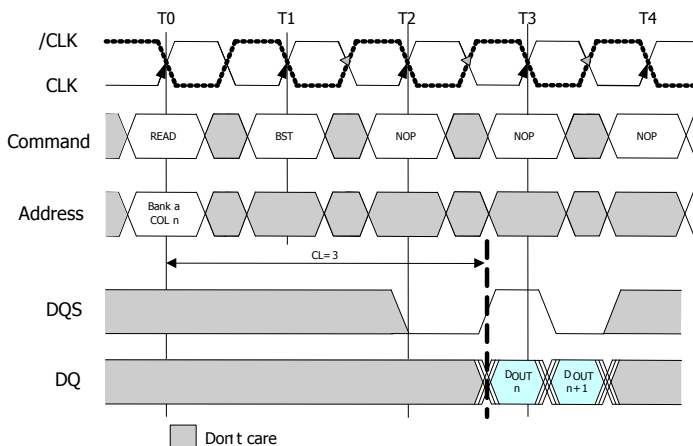 T0 T1 T2 T3 T4
/CLK
CLK
Command READ BST NOP NOP NOP
Address Bank a
COL n
CL= 3
DQS
DQ DOUT
n DOUT
n+1
Don't care